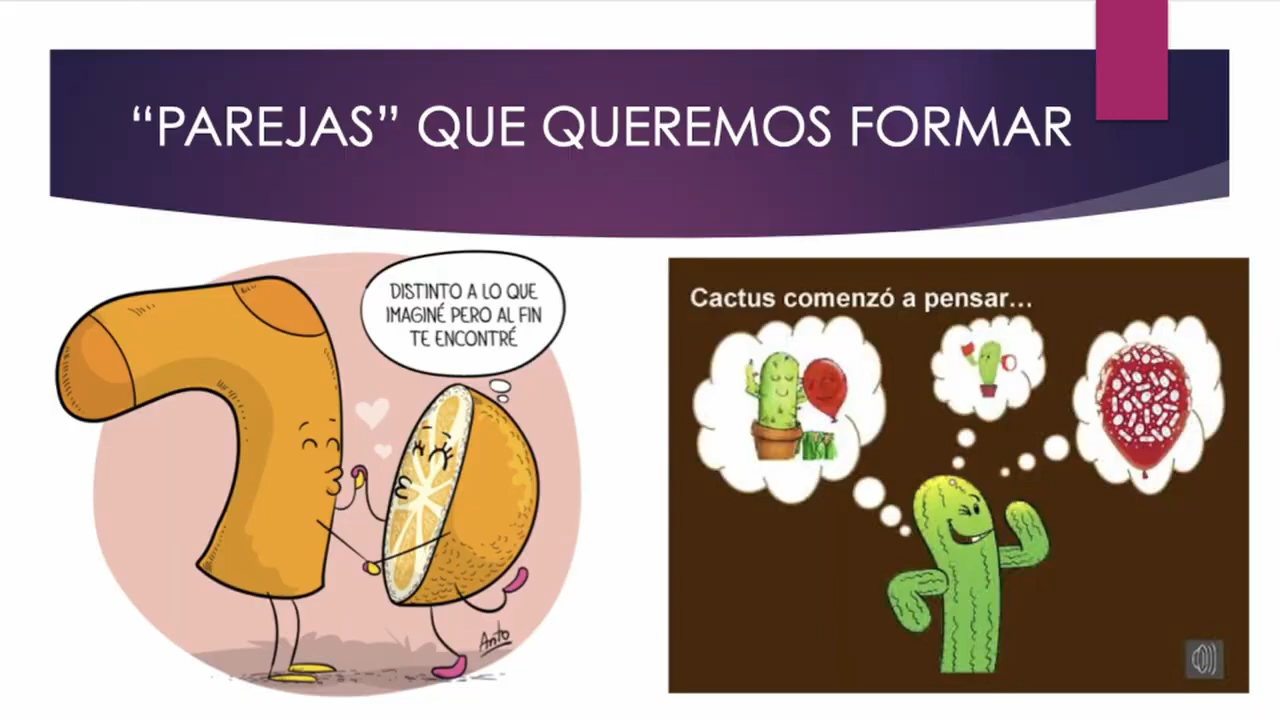 “PAREJAS” QUE QUEREMOS FORMAR
DISTINTO A LO QUE
IMAGINÉ PERO AL FIN
TE ENCONTRÉ
Anto
Cactus comenzó a pensar...